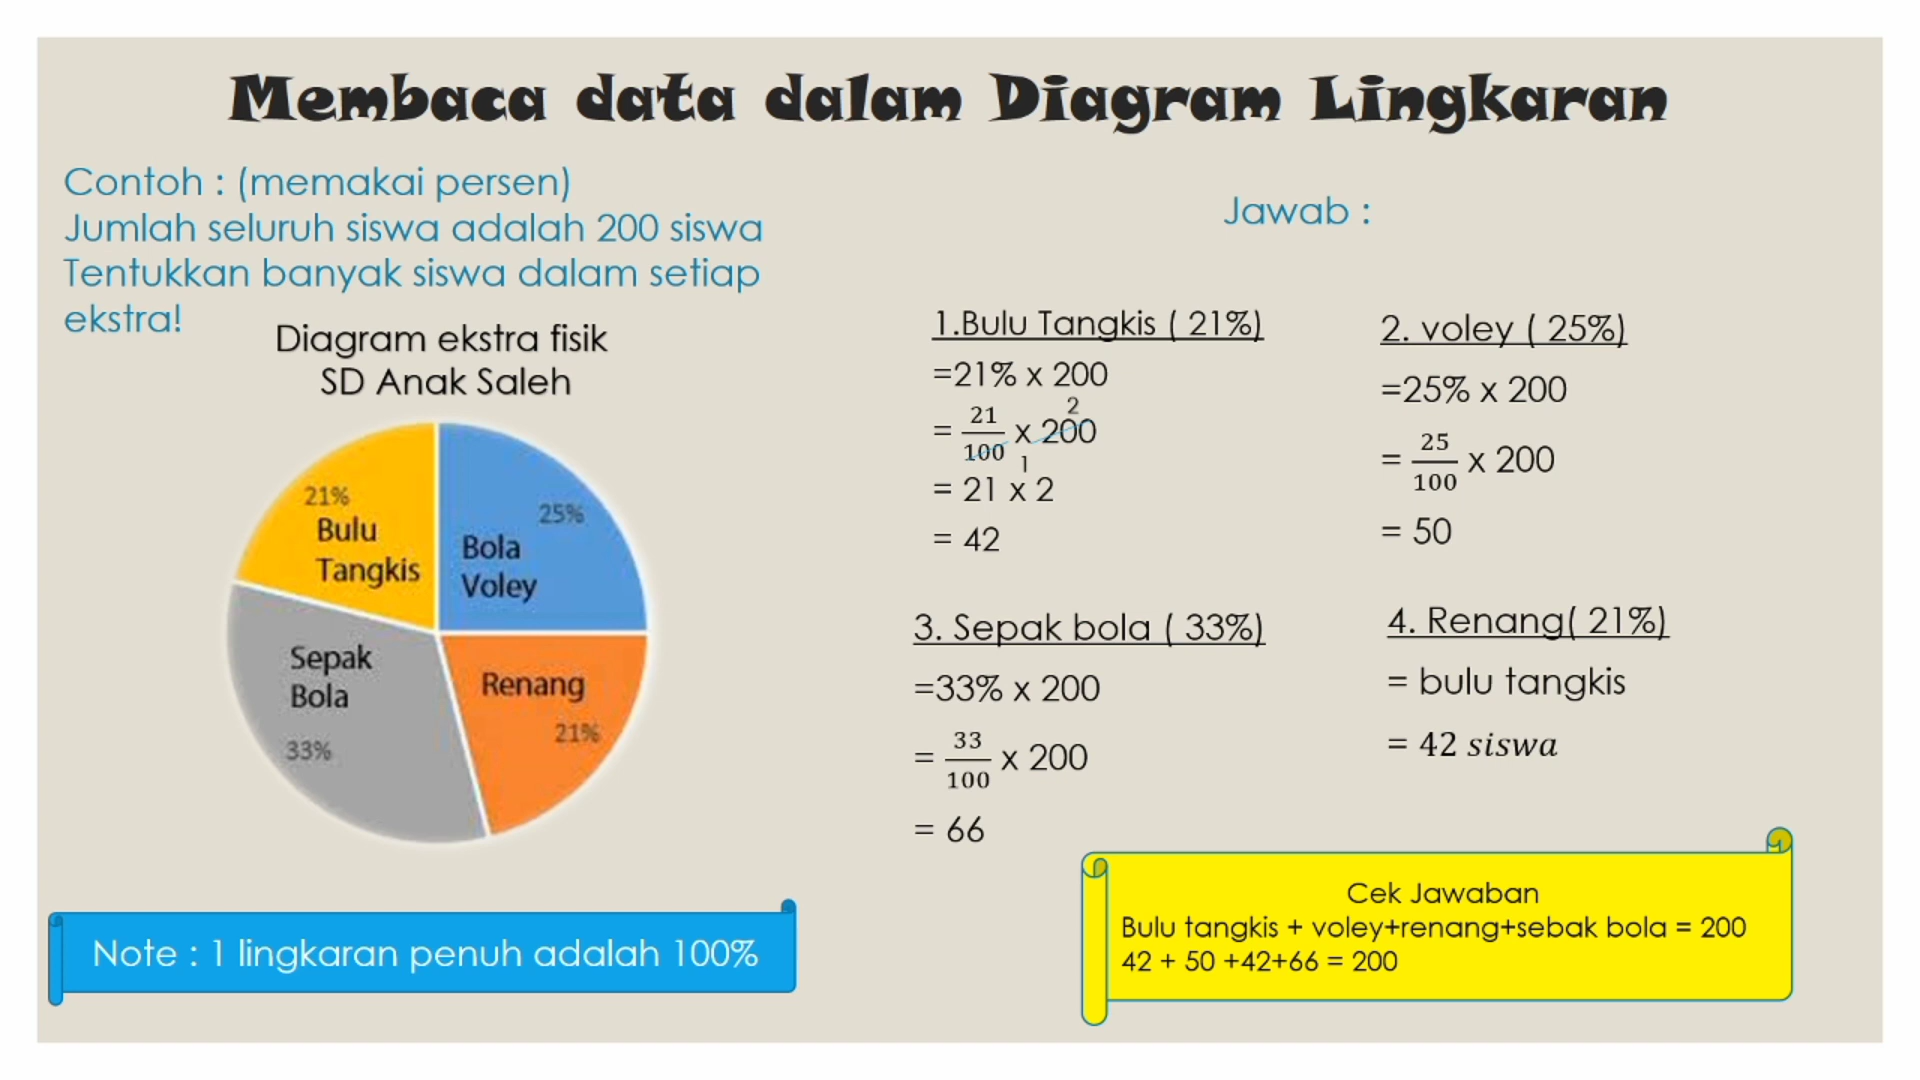 Membaca data dalam Diagram Lingkaran
Contoh : (memakai persen)
Jumlah seluruh siswa adalah 200 siswa
Tentukkan banyak siswa dalam setiap
ekstra!
Diagram ekstra fisik
SD Anak Saleh
21%
Bulu
Tangkis
25%
Bola
Voley
Sepak
Bola
33%
Renang
21%
Note : 1 lingkaran penuh adalah 100%
Jawab :
1.Bulu Tangkis ( 21%)
=21% x 200
= 21/100 x 200
2
1
= 21 x 2
= 42
2. voley ( 25%)
=25% x 200
= 25/100 x 200
= 50
3. Sepak bola ( 33%)
=33% x 200
= 33/100 x 200
= 66
4. Renang( 21%)
= bulu tangkis
= 42 siswa
Cek Jawaban
Bulu tangkis + voley+renang+sebak bola = 200
42 + 50 +42+66 = 200